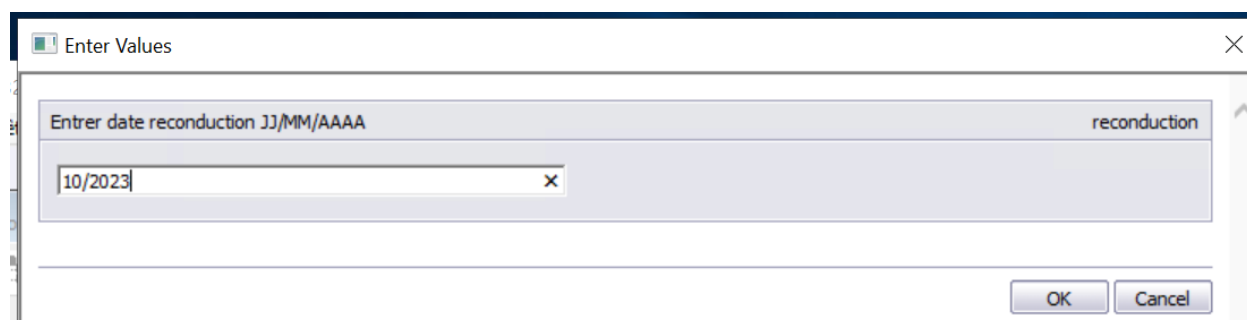 Enter Values
Entrer date reconduction JJ/MM/AAAA reconduction
10/2023
OK Cancel